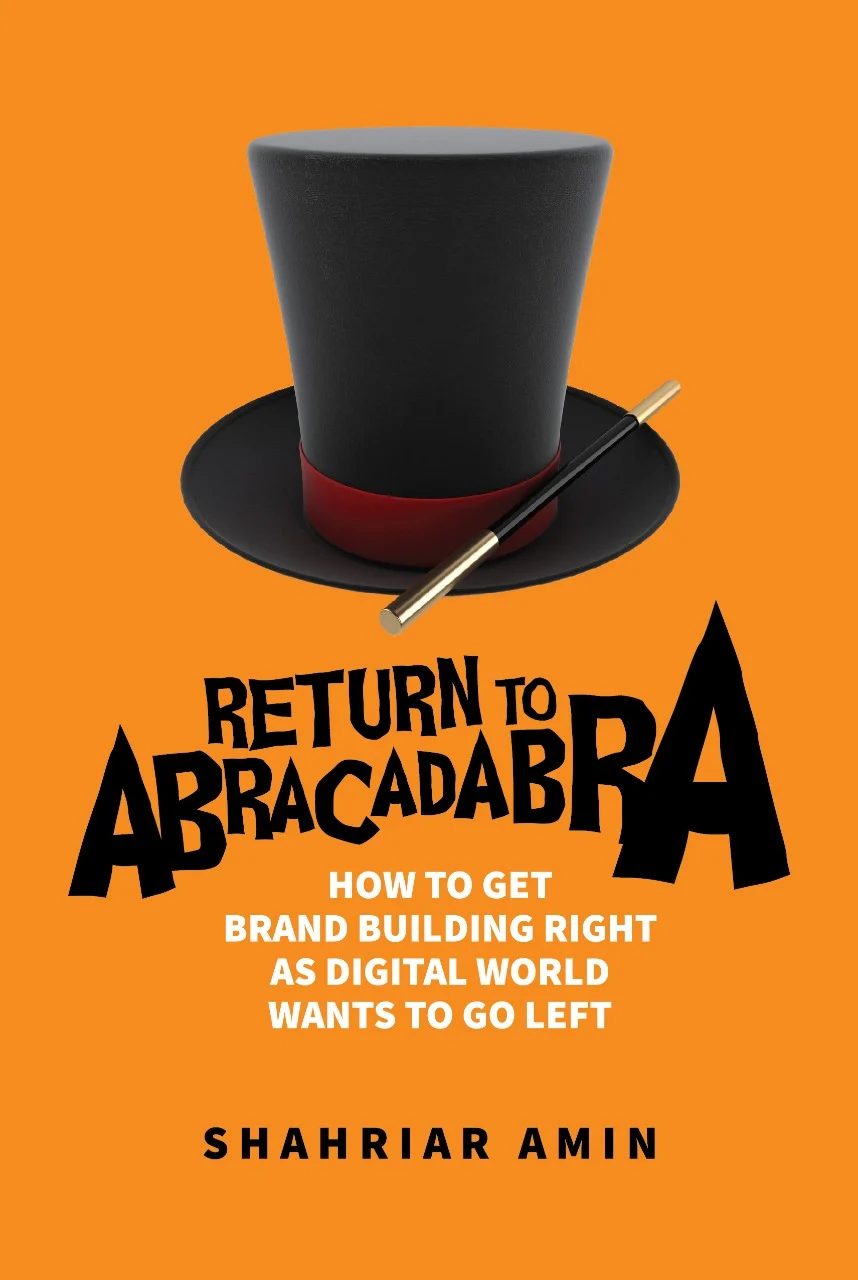 RETURN TO
ABRACADABRA
HOW TO GET
BRAND BUILDING RIGHT
AS DIGITAL WORLD
WANTS TO GO LEFT
SHAHRIAR AMIN